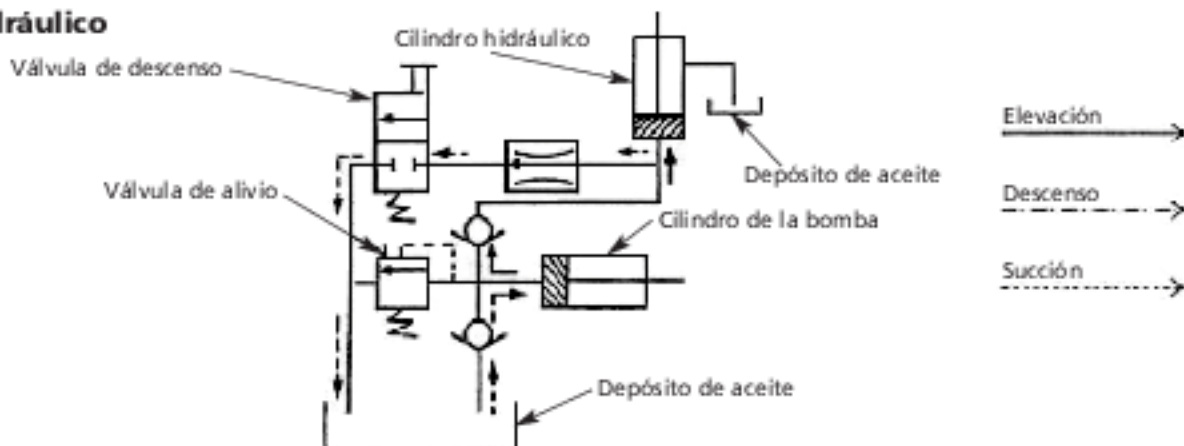 dráulico
Cilindro hidráulico
Válvula de descenso
Elevación
Depósito de aceite
Descenso
Válvula de alivio
Cilindro de la bomba
Succión
Depósito de aceite